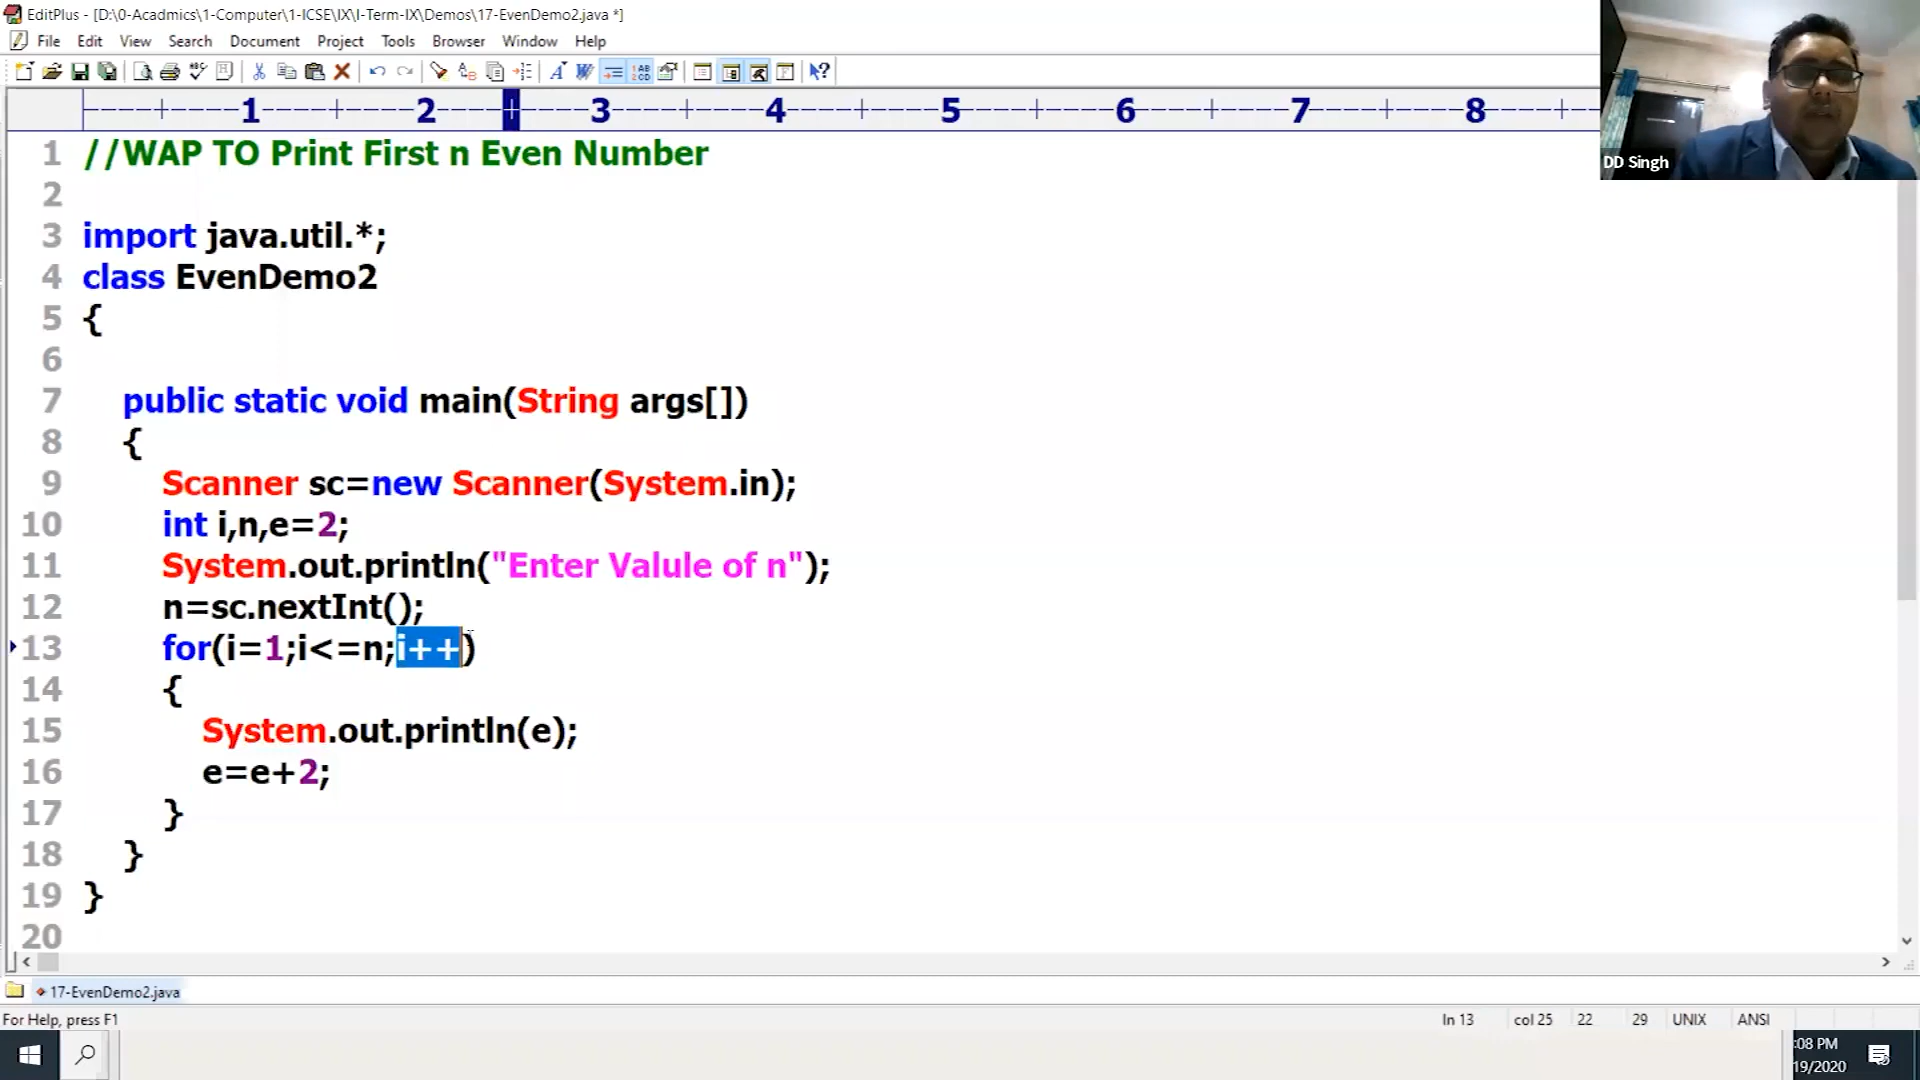 EditPlus - [D:\0-Acadmics\1-Computer\1-ICSE\IX\I-Term-IX\Demos\17-EvenDemo2.java *]
File Edit View Search Document Project Tools Browser Window Help
1 2 3 4 5 6 7 8
DD Singh
1 //WAP TO Print First n Even Number
2
3 import java.util.*;
4 class EvenDemo2
5 {
6
7 public static void main(String args[])
8 {
9 Scanner sc=new Scanner(System.in);
10 int i,n,e=2;
11 System.out.println("Enter Valule of n");
12 n=sc.nextInt();
13 for(i=1;i<=n;i++)
14 {
15 System.out.println(e);
16 e=e+2;
17 }
18 }
19 }
20
17-EvenDemo2.java
For Help, press F1 ln 13 col 25 22 29 UNIX ANSI
:08 PM
19/2020